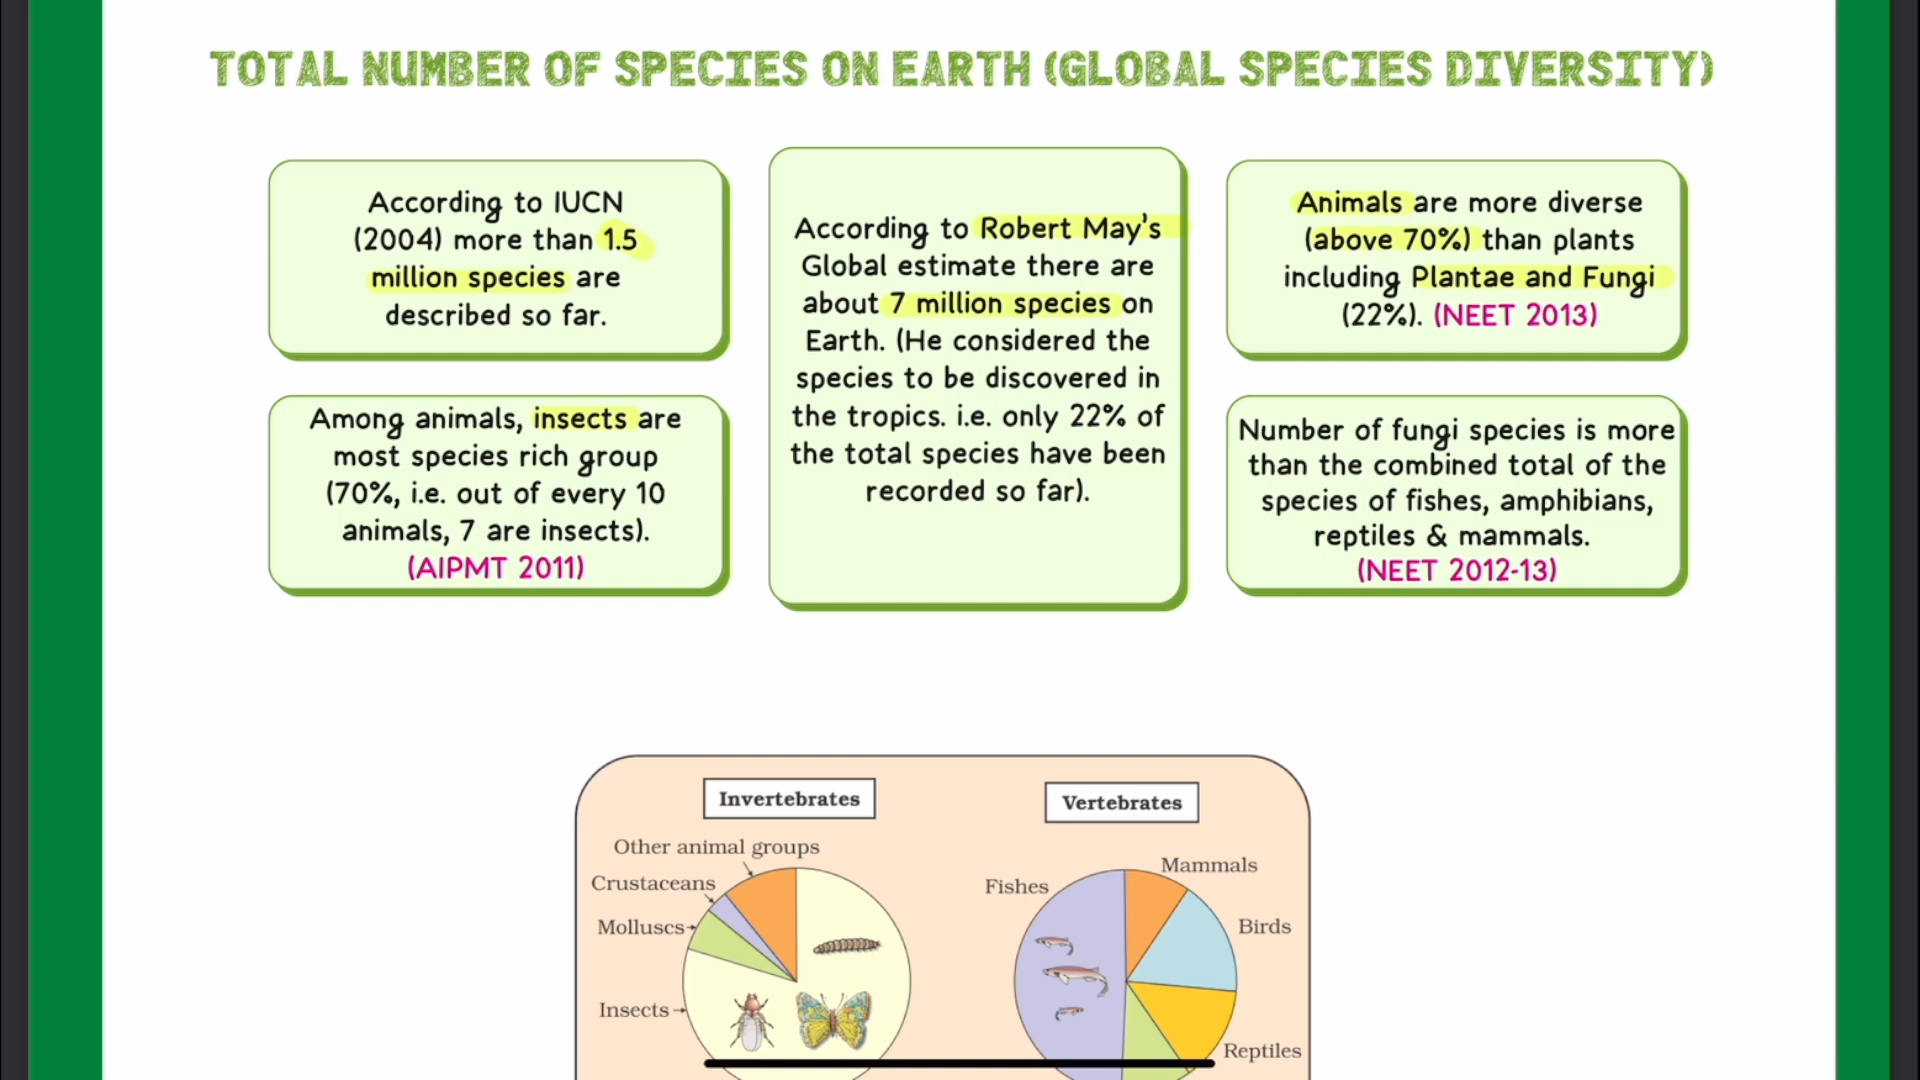 TOTAL NUMBER OF SPECIES ON EARTH (GLOBAL SPECIES DIVERSITY)
According to IUCN
(2004) more than 1.5
million species are
described so far.
Among animals, insects are
most species rich group
(70%, i.e. out of every 10
animals, 7 are insects).
(AIPMT 2011)
According to Robert May's
Global estimate there are
about 7 million species on
Earth. (He considered the
species to be discovered in
the tropics. i.e. only 22% of
the total species have been
recorded so far).
Animals are more diverse
(above 70%) than plants
including Plantae and Fungi
(22%). (NEET 2013)
Number of fungi species is more
than the combined total of the
species of fishes, amphibians,
reptiles & mammals.
(NEET 2012-13)
Invertebrates
Other animal groups
Crustaceans
Molluscs
Insects
Vertebrates
Mammals
Fishes
Birds
Reptiles